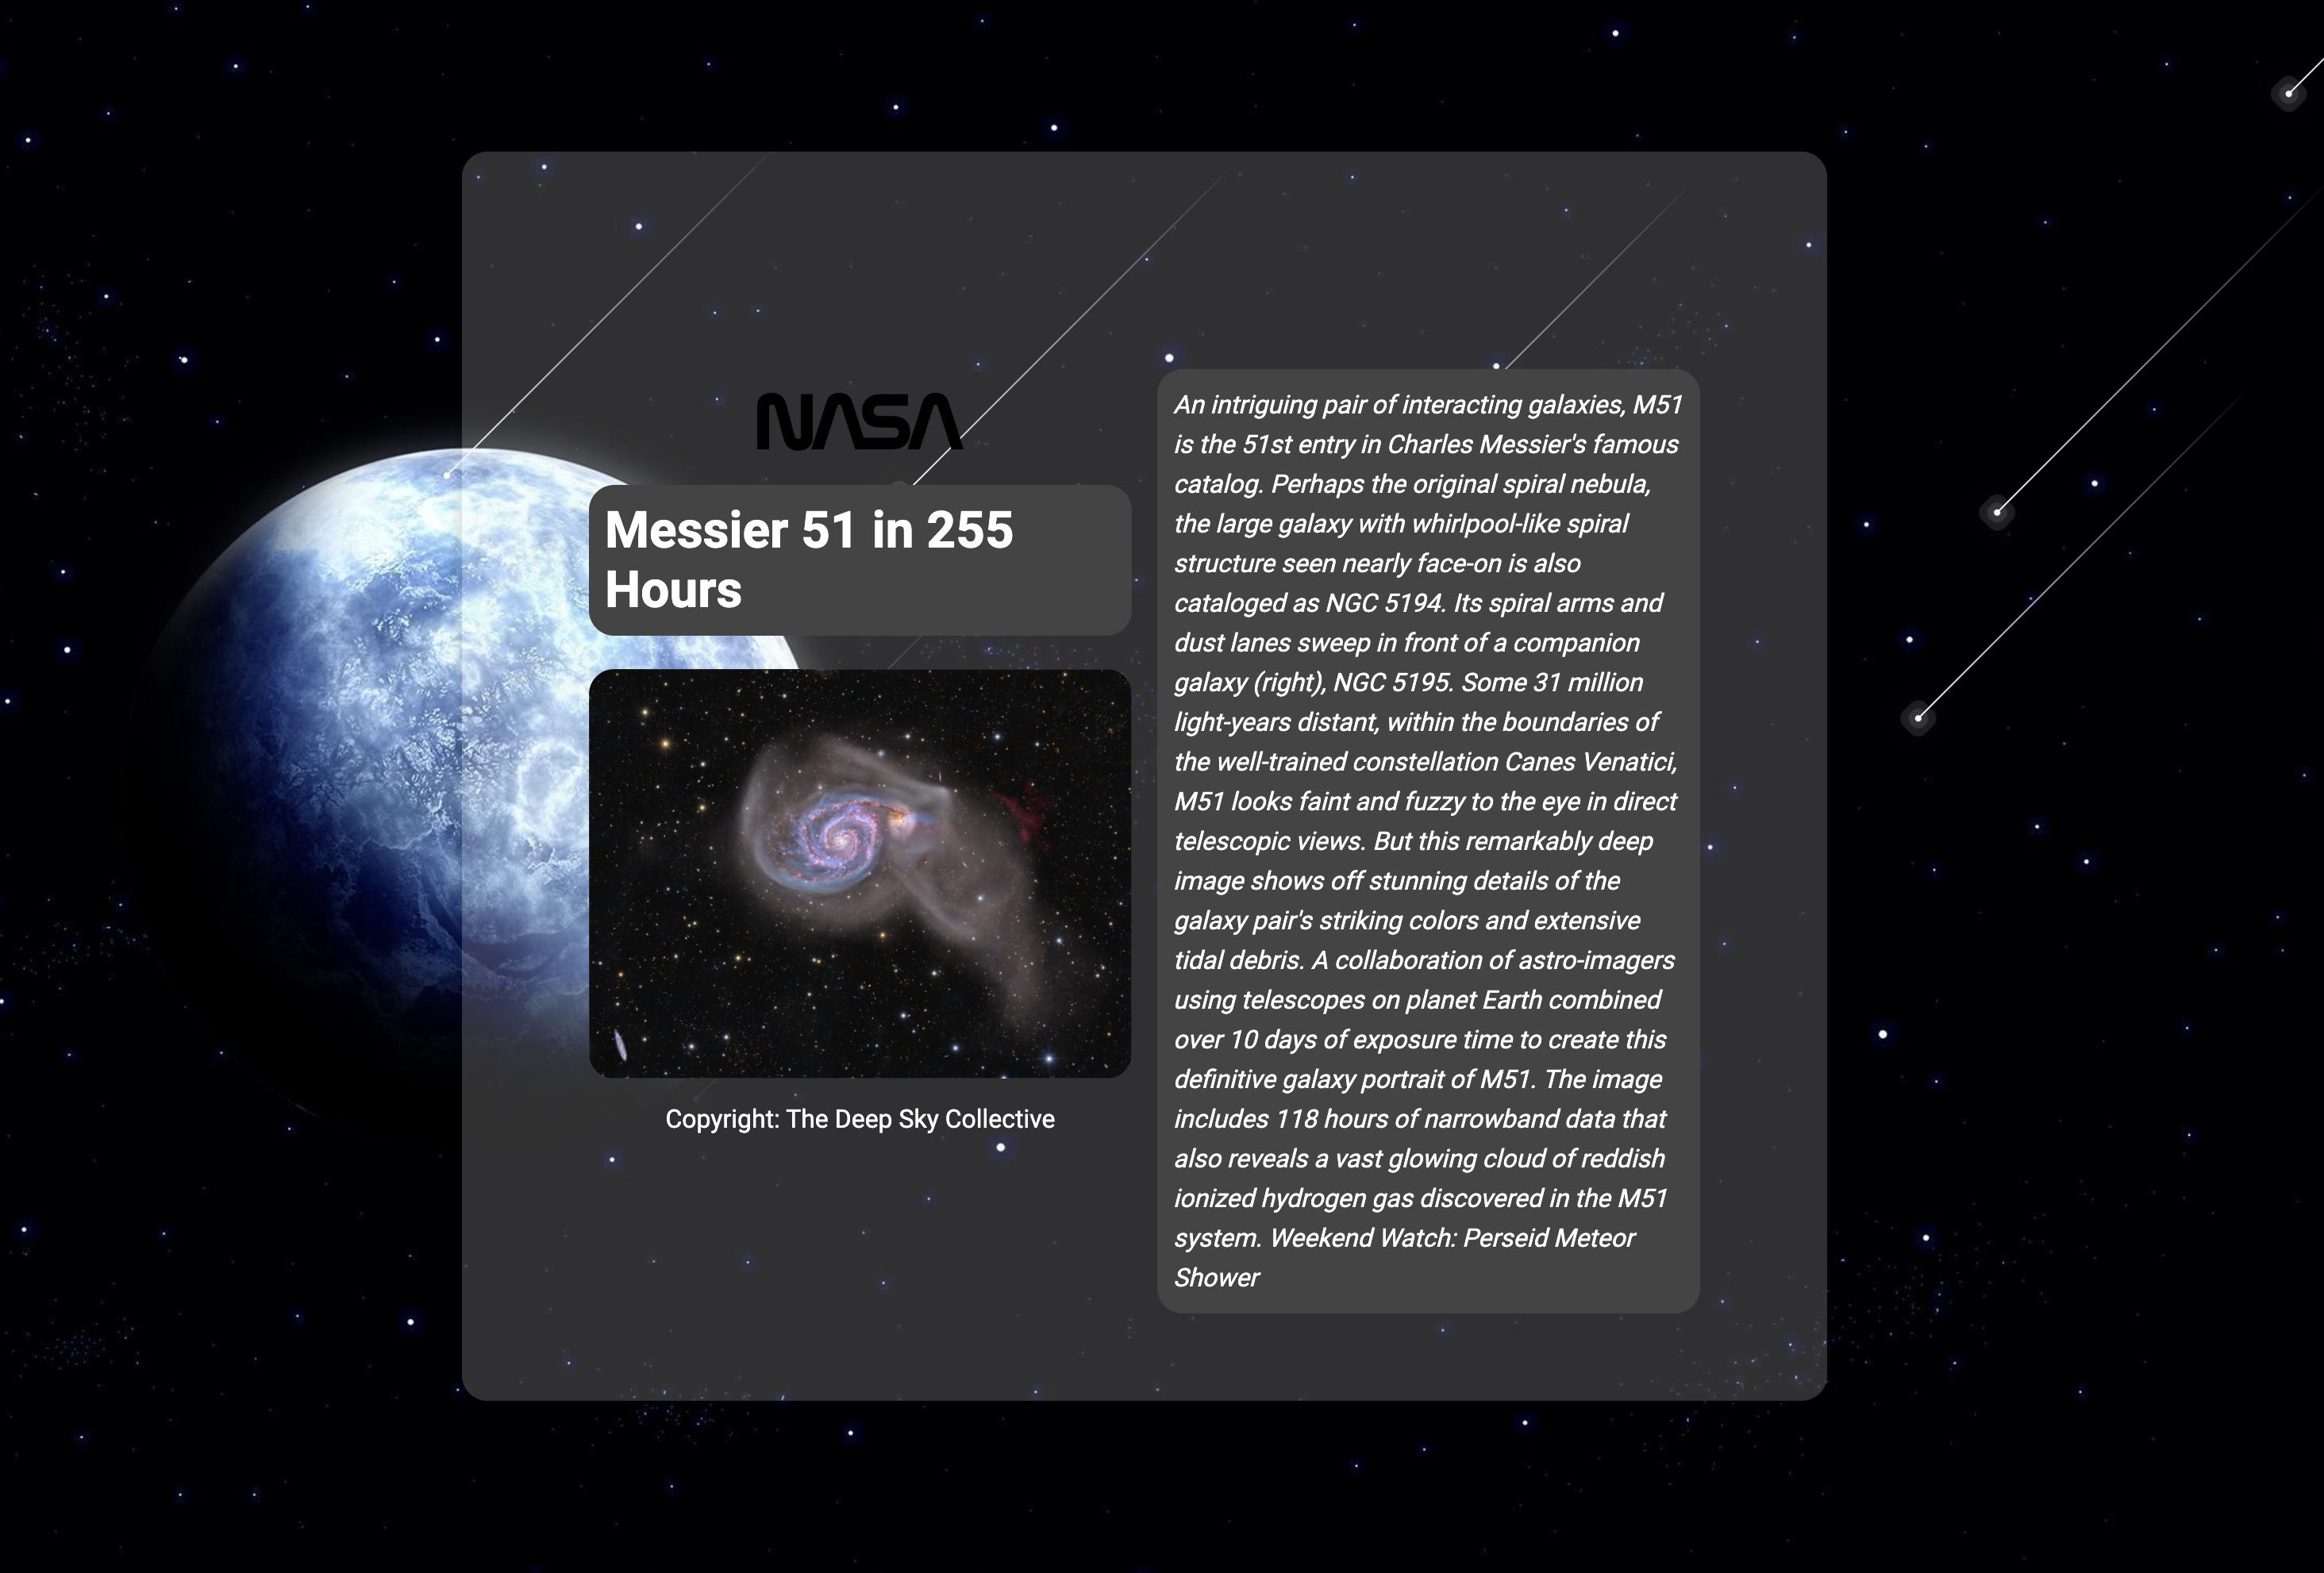 NASA
Messier 51 in 255
Hours
Copyright: The Deep Sky Collective
An intriguing pair of interacting galaxies, M51
is the 51st entry in Charles Messier's famous
catalog. Perhaps the original spiral nebula,
the large galaxy with whirlpool-like spiral
structure seen nearly face-on is also
cataloged as NGC 5194. Its spiral arms and
dust lanes sweep in front of a companion
galaxy (right), NGC 5195. Some 31 million
light-years distant, within the boundaries of
the well-trained constellation Canes Venatici,
M51 looks faint and fuzzy to the eye in direct
telescopic views. But this remarkably deep
image shows off stunning details of the
galaxy pair's striking colors and extensive
tidal debris. A collaboration of astro-imagers
using telescopes on planet Earth combined
over 10 days of exposure time to create this
definitive galaxy portrait of M51. The image
includes 118 hours of narrowband data that
also reveals a vast glowing cloud of reddish
ionized hydrogen gas discovered in the M51
system. Weekend Watch: Perseid Meteor
Shower